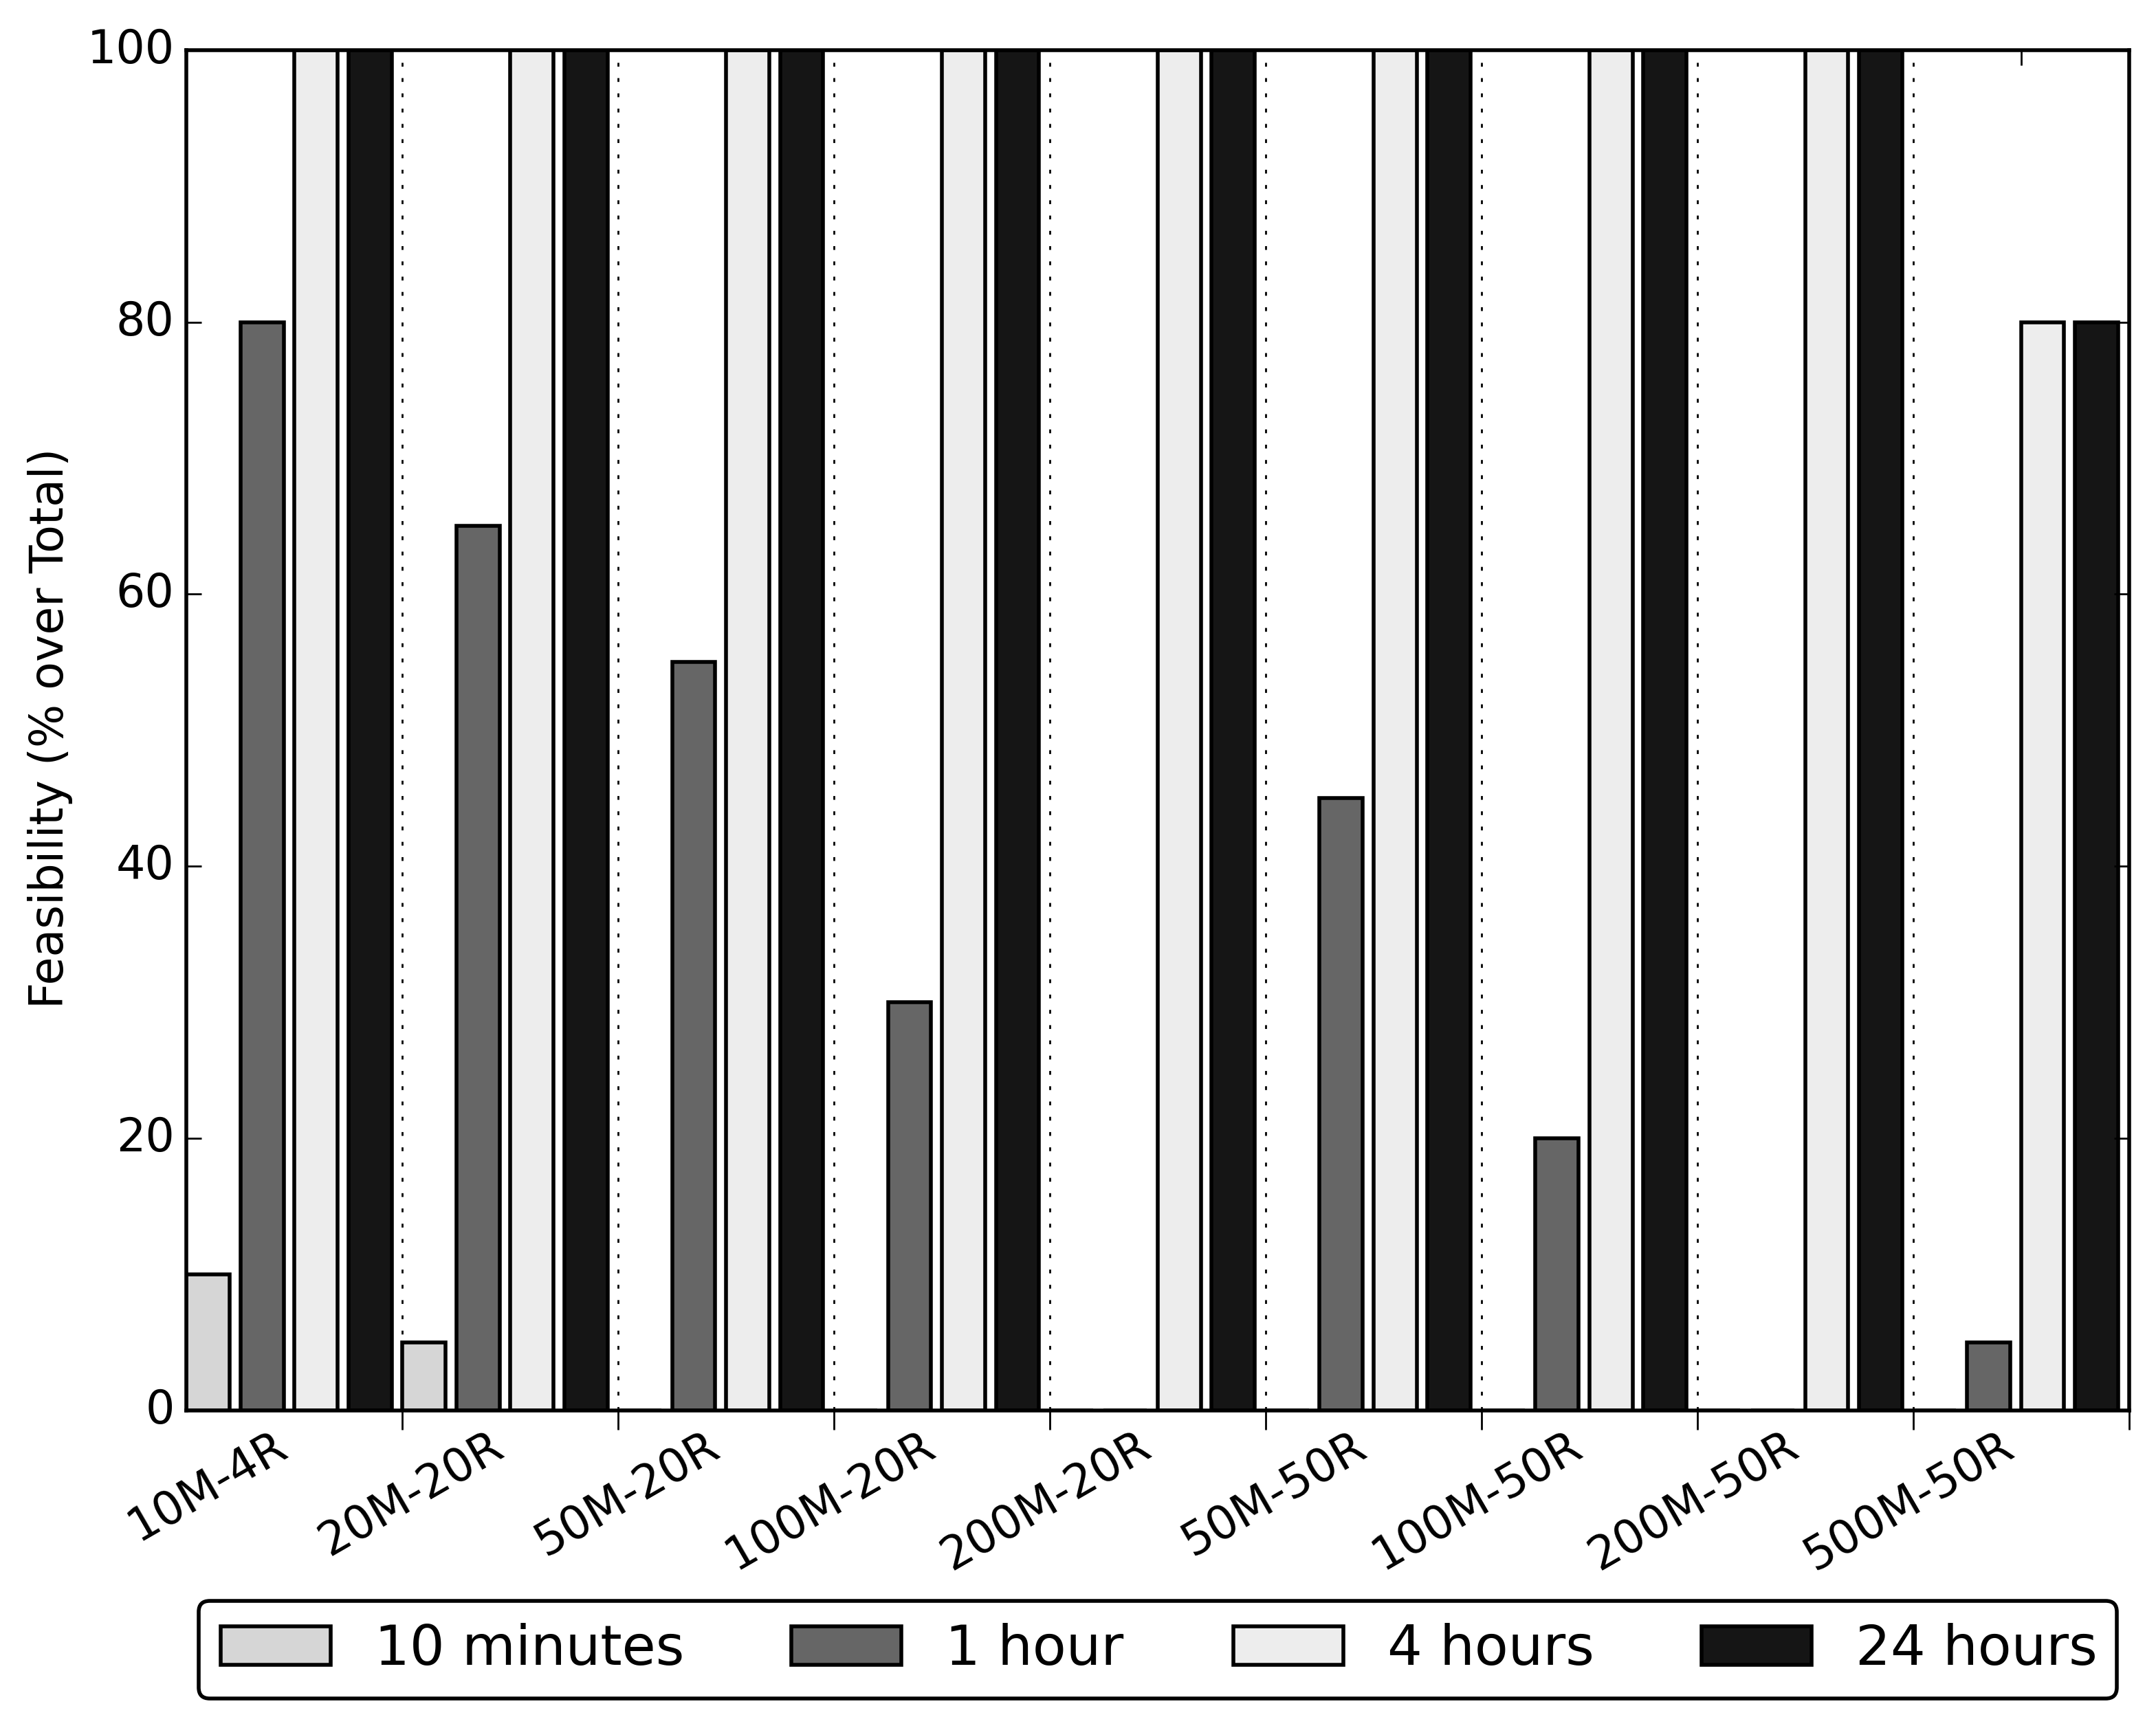 Feasibility (% over Total)
100
80
60
40
20
0
10M-4R
20M-20R
50M-20R
100M-20R
200M-20R
50M-50R
100M-50R
200M-50R
500M-50R
10 minutes
1 hour
4 hours
24 hours